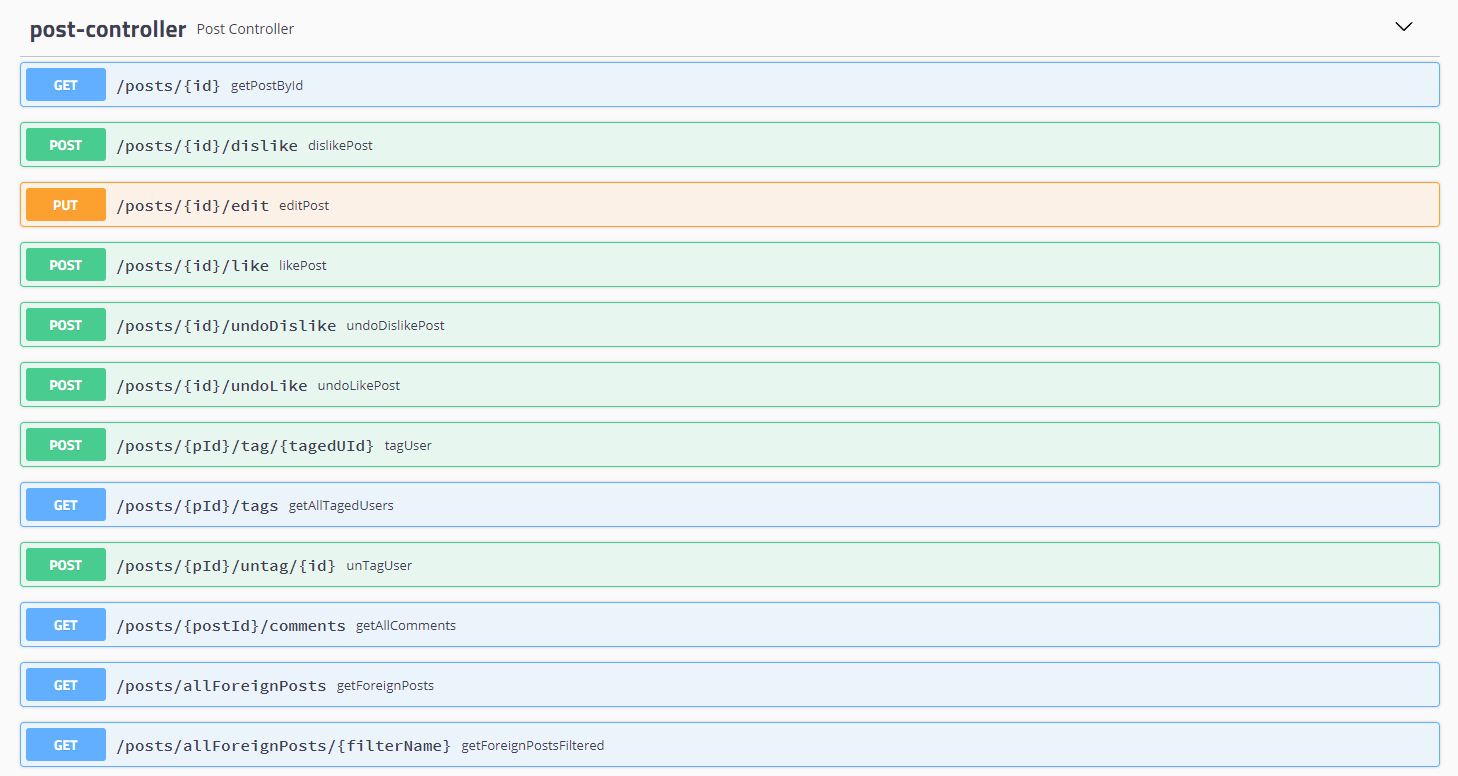 post-controller Post Controller
GET /posts/{id} getPostById
POST /posts/{id}/dislike dislikePost
PUT /posts/{id}/edit editPost
POST /posts/{id}/like likePost
POST /posts/{id}/undoDislike undoDislikePost
POST /posts/{id}/undoLike undoLikePost
POST /posts/{pId}/tag/{tagedUId} tagUser
GET /posts/{pId}/tags getAllTagedUsers
POST /posts/{pId}/untag/{id} unTagUser
GET /posts/{postId}/comments getAllComments
GET /posts/allForeignPosts getForeignPosts
GET /posts/allForeignPosts/{filterName} getForeignPostsFiltered